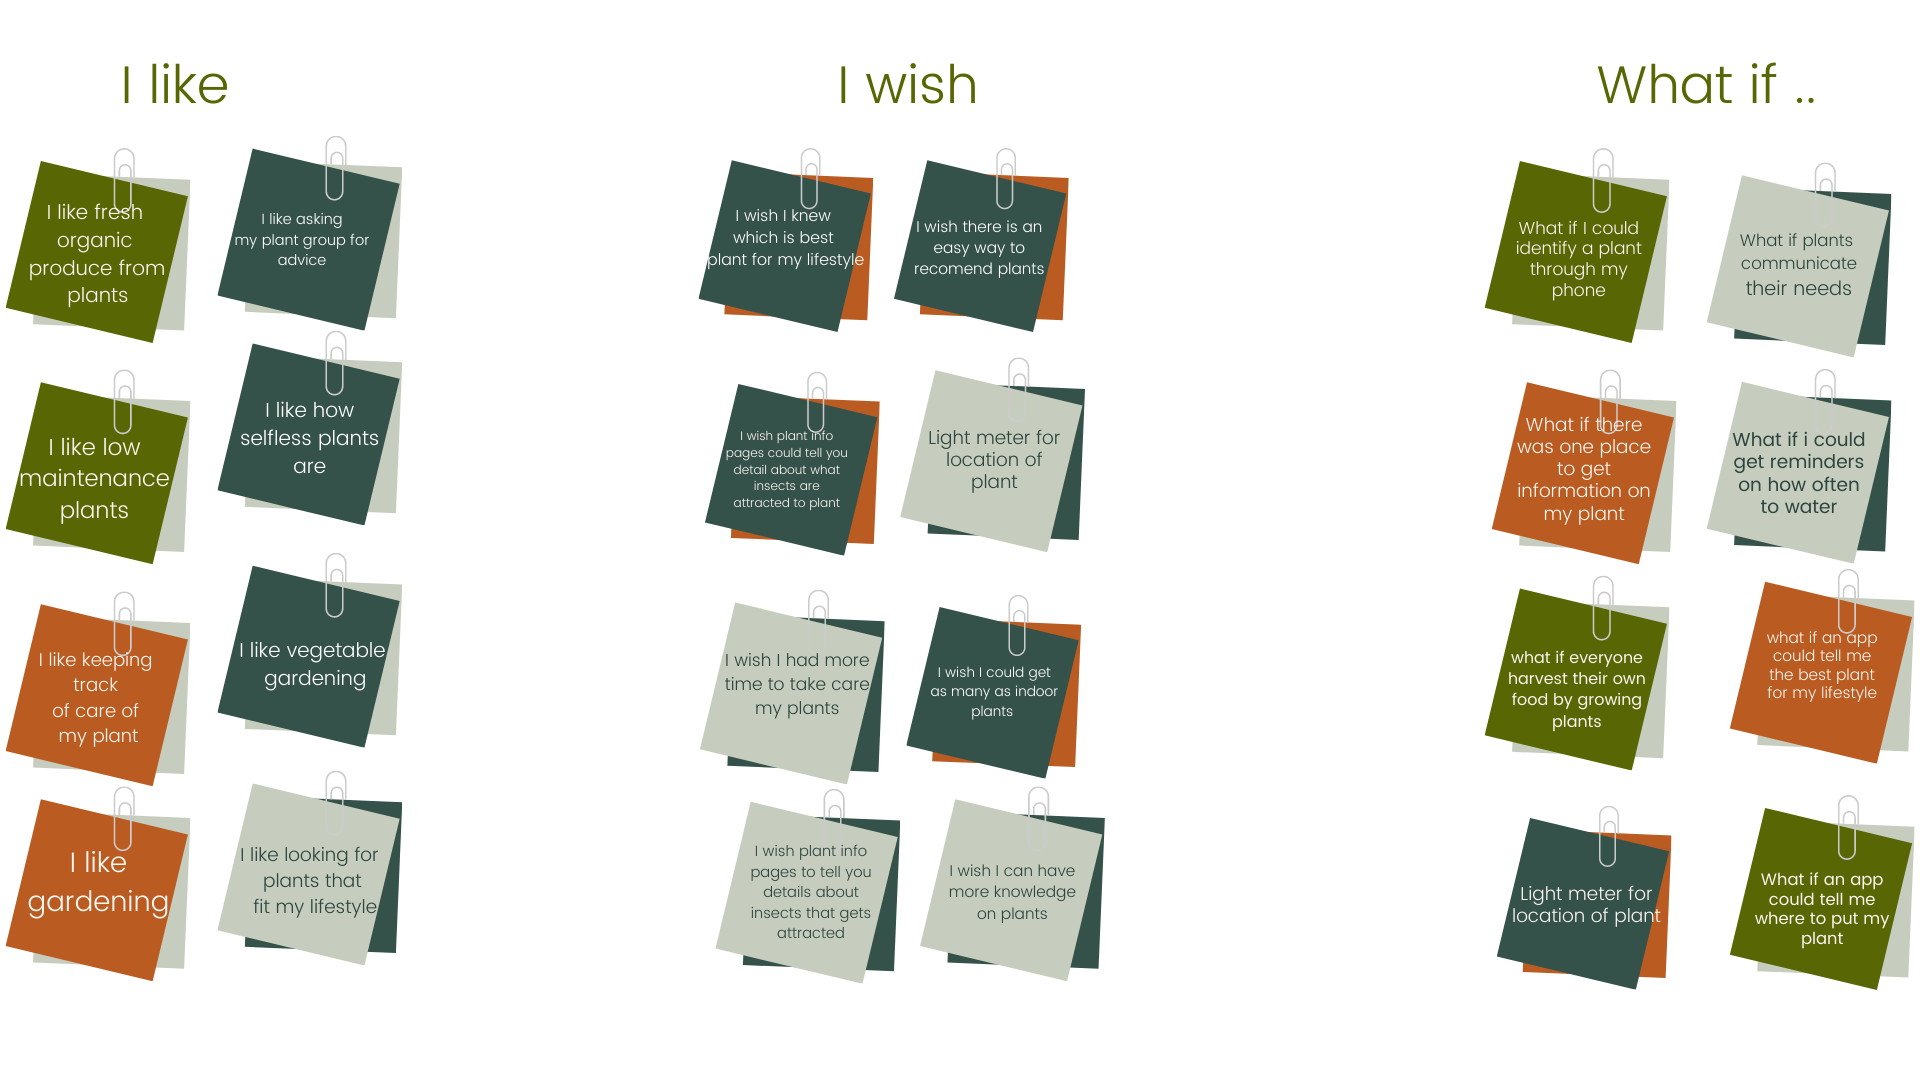 I like
I like fresh
organic
produce from
plants
I like asking
my plant group for
advice
I like low
maintenance
plants
I like how
selfless plants
are
I like keeping
track
of care of
my plant
I like vegetable
gardening
I like
gardening
I like looking for
plants that
fit my lifestyle
I wish
I wish I knew
which is best
plant for my lifestyle
I wish there is an
easy way to
recomend plants
I wish plant info
pages could tell you
detail about what
insects are
attracted to plant
Light meter for
location of
plant
I wish I had more
time to take care
my plants
I wish I could get
as many as indoor
plants
I wish plant info
pages to tell you
details about
insects that gets
attracted
I wish I can have
more knowledge
on plants
What if ..
What if I could
identify a plant
through my
phone
What if plants
communicate
their needs
What if there
was one place
to get
information on
my plant
What if i could
get reminders
on how often
to water
what if everyone
harvest their own
food by growing
plants
what if an app
could tell me
the best plant
for my lifestyle
Light meter for
location of plant
What if an app
could tell me
where to put my
plant